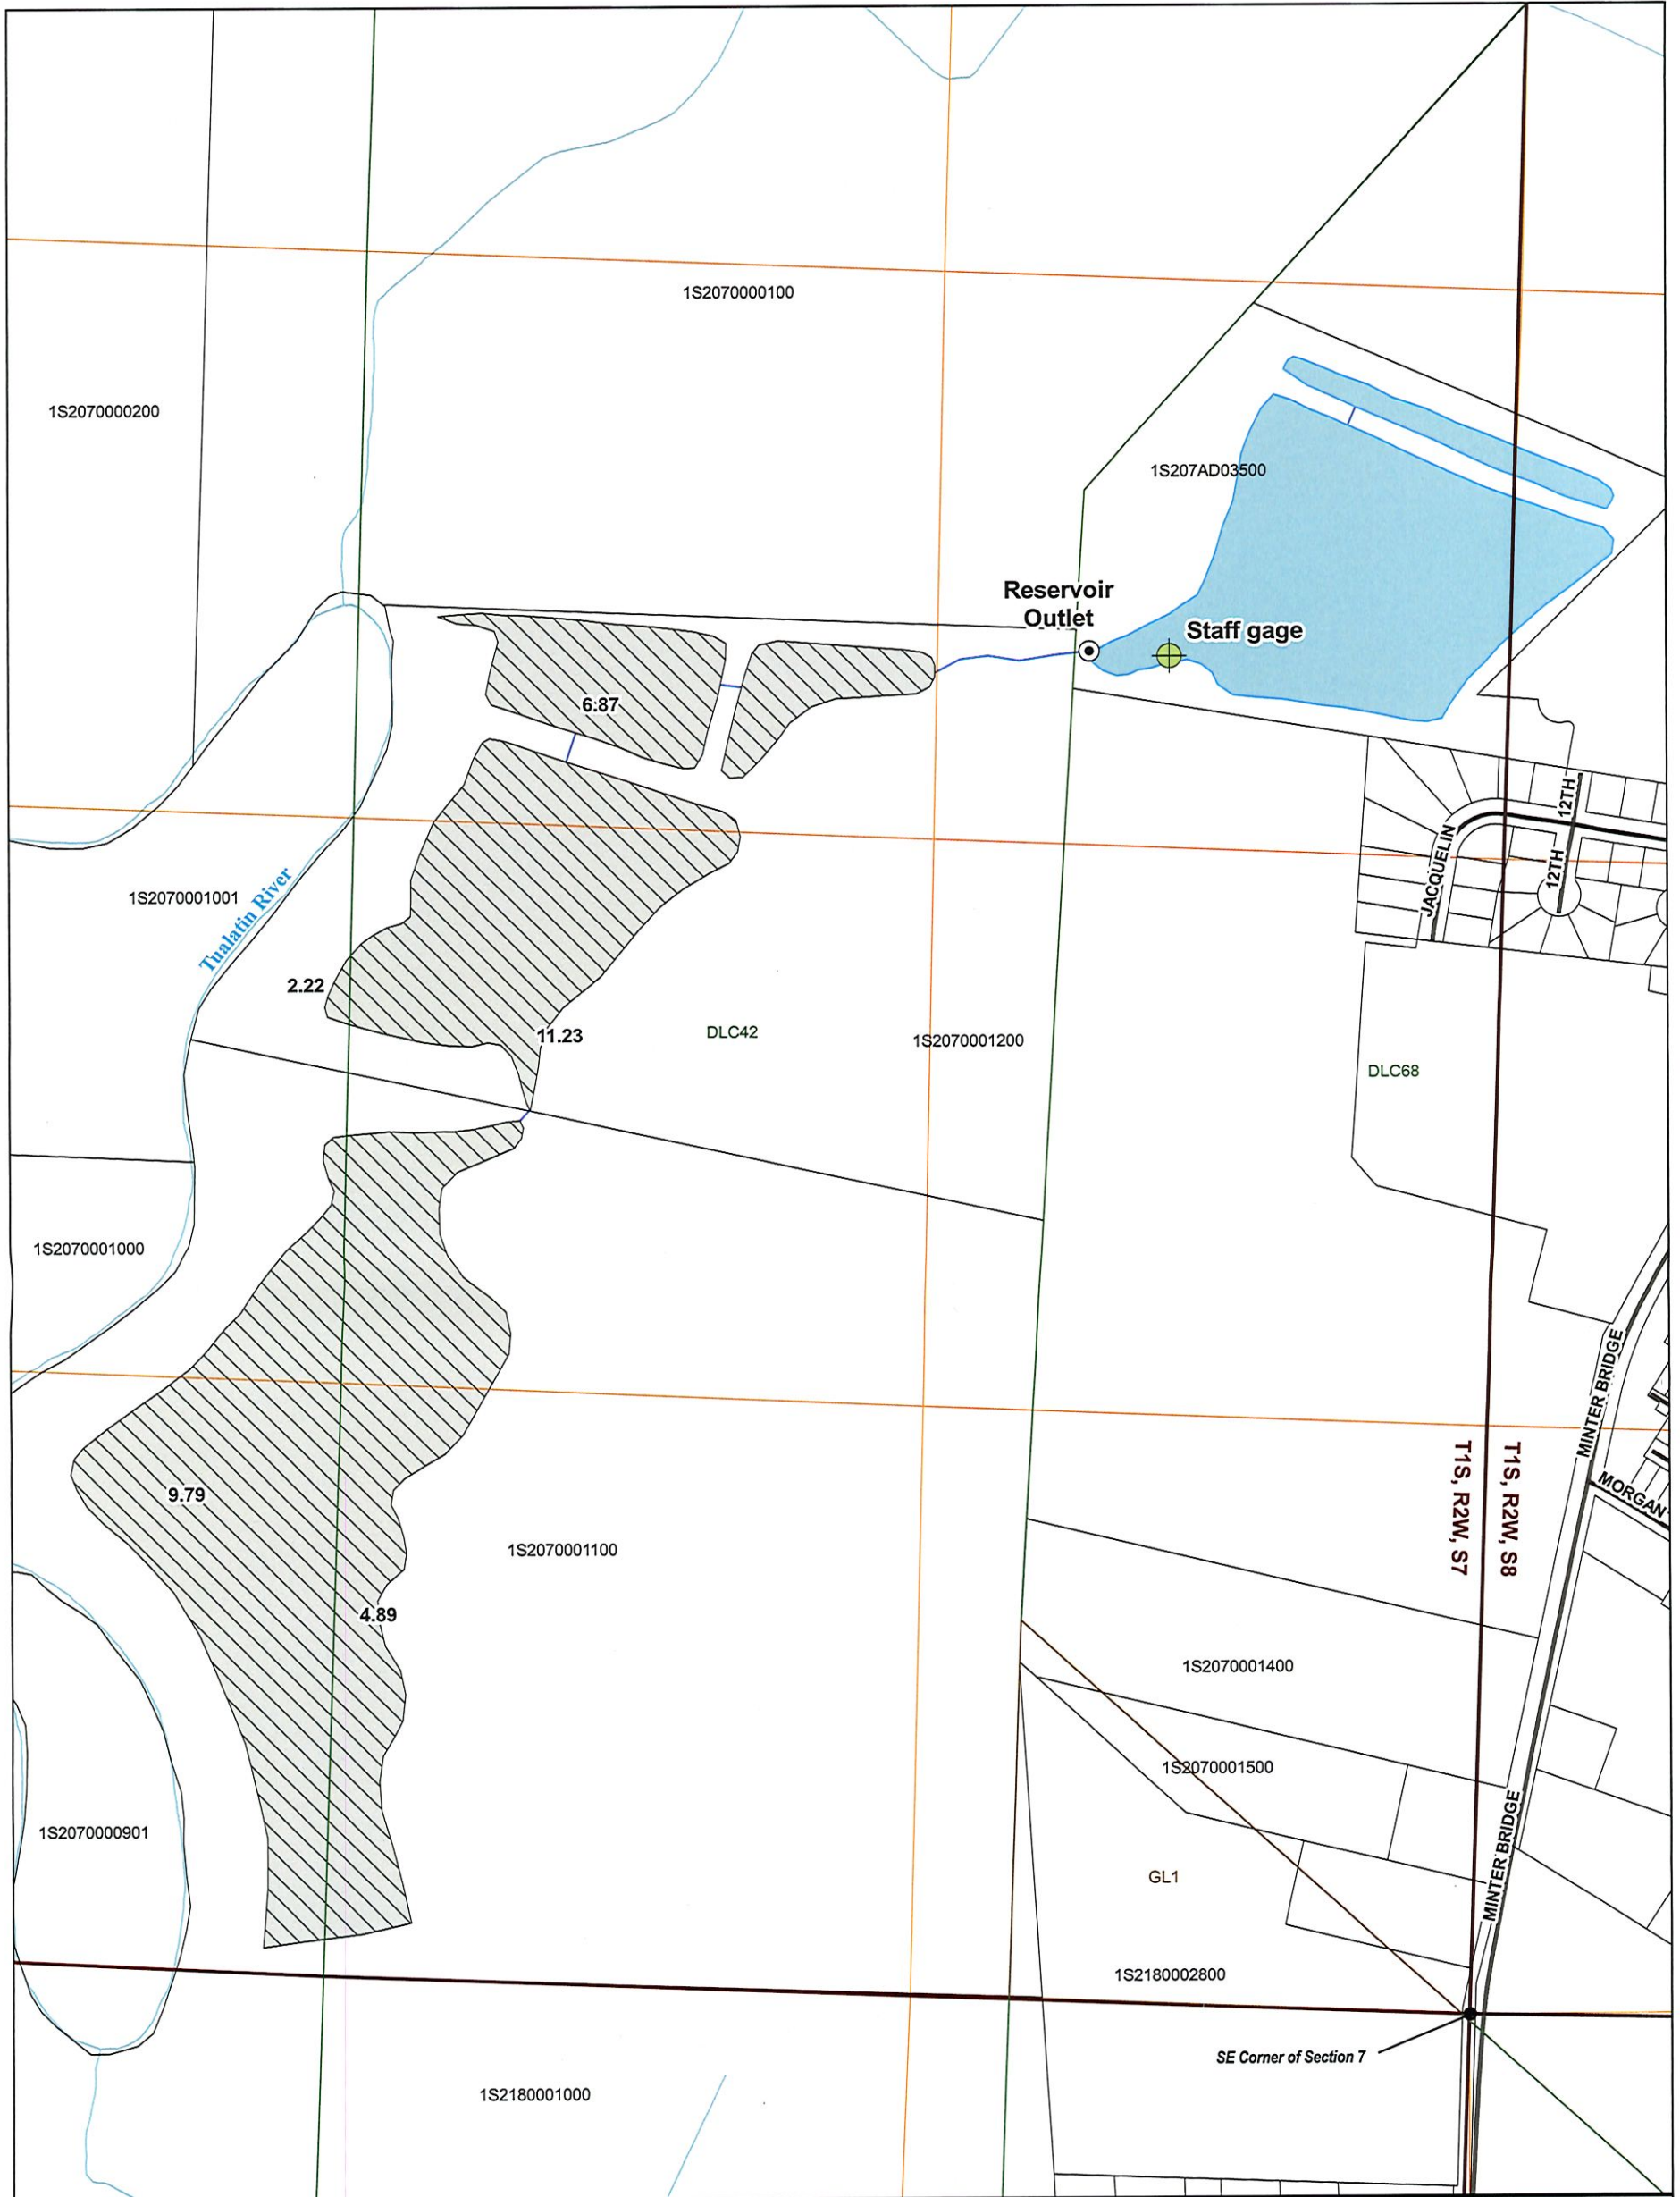 1S2070000100
1S2070000200
1S207AD03500
Reservoir
Outlet
Staff gage
6.87
12TH
JACQUELIN
12TH
1S2070001001
Tualatin River
2.22
11.23
DLC42
1S2070001200
DLC68
1S2070001000
MINTER BRIDGE
T1S, R2W, S7
T1S, R2W, S8
MORGAN
9.79
1S2070001100
4.89
1S2070001400
1S2070001500
1S2070000901
MINTER BRIDGE
GL1
1S2180002800
SE Corner of Section 7
1S2180001000